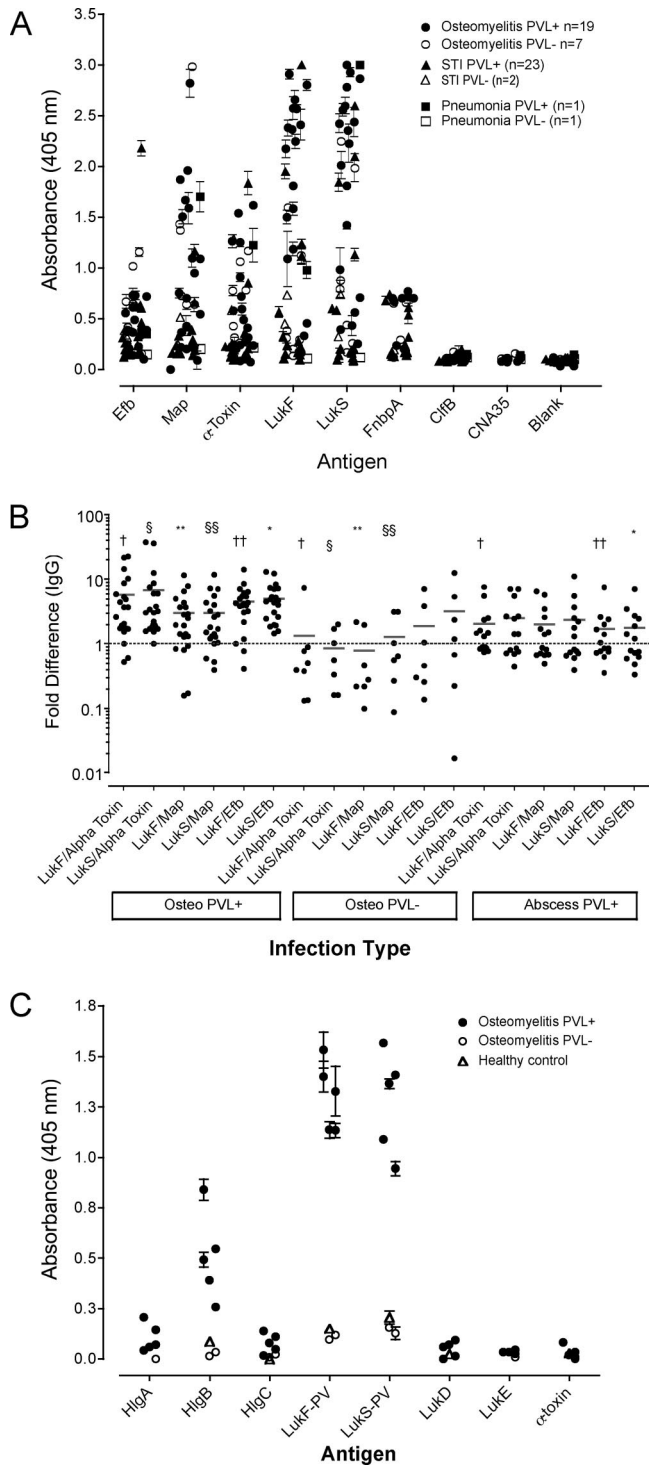 A
Osteomyelitis PVL+ n=19
Osteomyelitis PVL- n=7
STI PVL+ (n=23)
STI PVL- (n=2)
Pneumonia PVL+ (n=1)
Pneumonia PVL- (n=1)
Absorbance (405 nm)
3.5
3.0
2.5
2.0
1.5
1.0
0.5
0.0
Efb
Map
α-Toxin
LukF
LukS
FnbpA
ClfB
CNA35
Blank
Antigen
B
Fold Difference (IgG)
100
10
1
0.1
0.01
† § ** §§ †† * † § ** §§ † †† *
LukF/Alpha Toxin
LukS/Alpha Toxin
LukF/Map
LukS/Map
LukF/Efb
LukS/Efb
LukF/Alpha Toxin
LukS/Alpha Toxin
LukF/Map
LukS/Map
LukF/Efb
LukS/Efb
LukF/Alpha Toxin
LukS/Alpha Toxin
LukF/Map
LukS/Map
LukF/Efb
LukS/Efb
Osteo PVL+
Osteo PVL-
Abscess PVL+
Infection Type
C
Osteomyelitis PVL+
Osteomyelitis PVL-
Healthy control
Absorbance (405 nm)
1.8
1.5
1.3
1.0
0.8
0.5
0.3
0.0
HlgA
HlgB
HlgC
LukF-PV
LukS-PV
LukD
LukE
α-toxin
Antigen